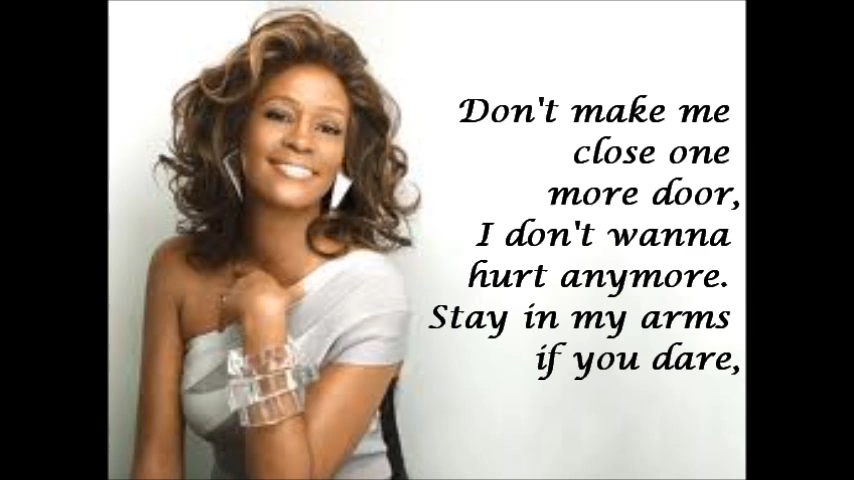 Don't make me
close one
more door,
I don't wanna
hurt anymore.
Stay in my arms
if you dare,